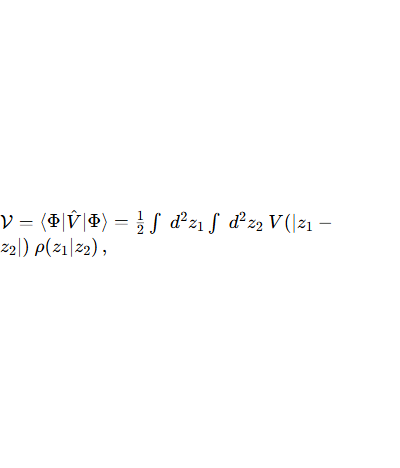 𝒱 = ⟨Φ|V̂|Φ⟩ = ½ ∫ d²z₁ ∫ d²z₂ V(|z₁ −
z₂|) ρ(z₁|z₂) ,